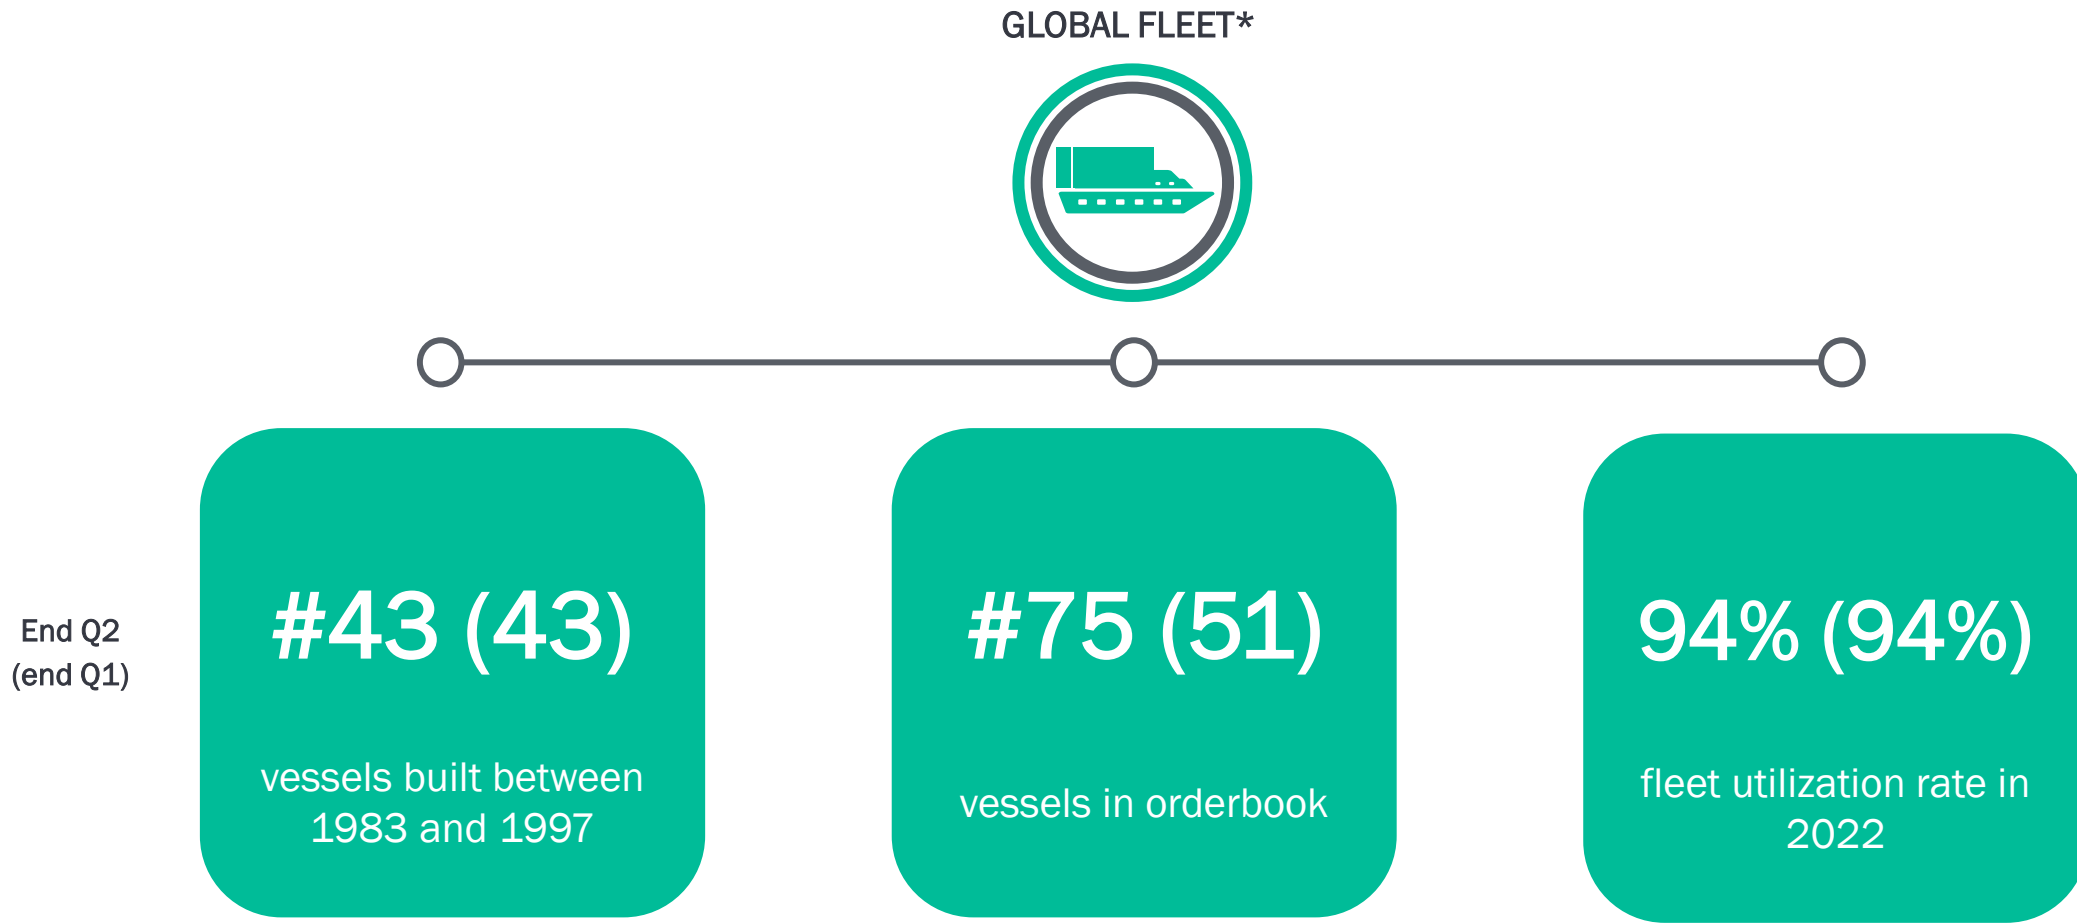 GLOBAL FLEET*
End Q2
(end Q1)
#43 (43)
vessels built between
1983 and 1997
#75 (51)
vessels in orderbook
94% (94%)
fleet utilization rate in
2022